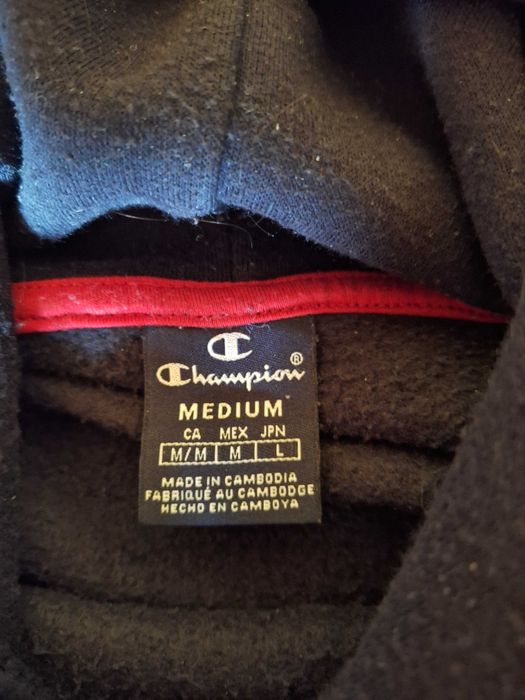 Champion®
MEDIUM
CA MEX JPN
M/M M L
MADE IN CAMBODIA
FABRIQUÉ AU CAMBODGE
HECHO EN CAMBOYA